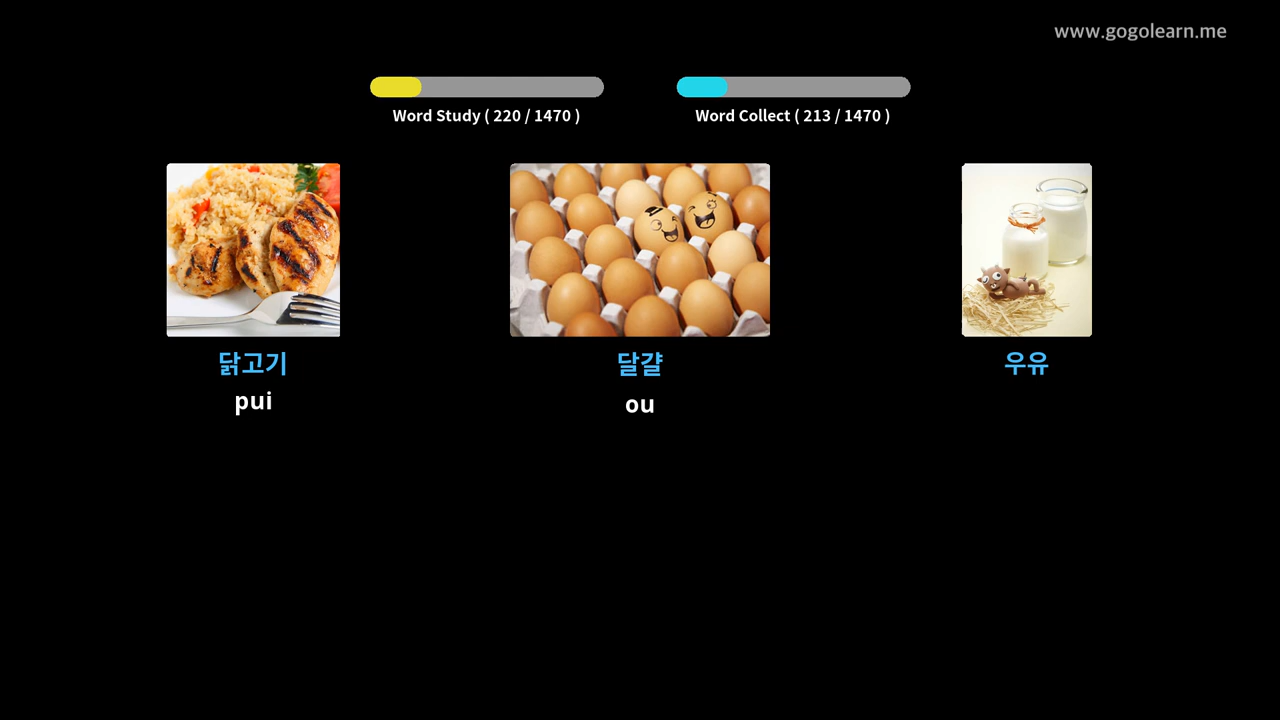 www.gogolearn.me
Word Study ( 220 / 1470 )
Word Collect ( 213 / 1470 )
닭고기
달걀
우유
pui
ou